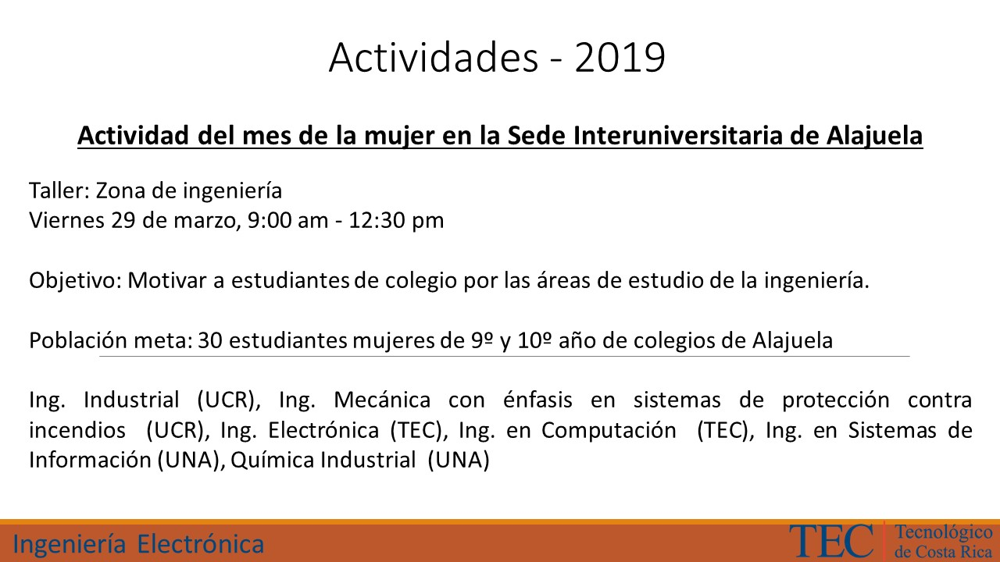 Actividades - 2019
Actividad del mes de la mujer en la Sede Interuniversitaria de Alajuela
Taller: Zona de ingeniería
Viernes 29 de marzo, 9:00 am - 12:30 pm
Objetivo: Motivar a estudiantes de colegio por las áreas de estudio de la ingeniería.
Población meta: 30 estudiantes mujeres de 9º y 10º año de colegios de Alajuela
Ing. Industrial (UCR), Ing. Mecánica con énfasis en sistemas de protección contra
incendios (UCR), Ing. Electrónica (TEC), Ing. en Computación (TEC), Ing. en Sistemas de
Información (UNA), Química Industrial (UNA)
Ingeniería Electrónica
TEC
Tecnológico
de Costa Rica